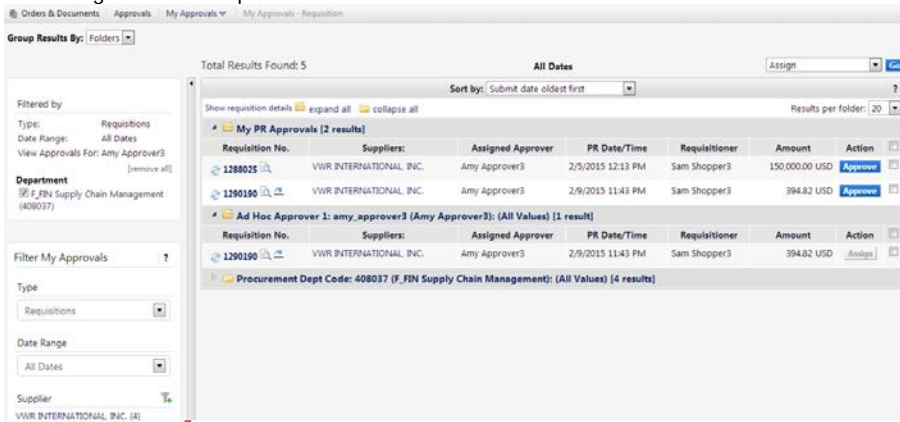 Orders & Documents Approvals My Approvals My Approvals - Requisition
Group Results By: Folders
Total Results Found: 5 All Dates Assign Go
Sort by: Submit date oldest first ?
Show requisition details expand all collapse all Results per folder: 20
Filtered by
Type: Requisitions
Date Range: All Dates
View Approvals For: Amy Approver3
[remove all]
Department
F_FIN Supply Chain Management
(408037)
Filter My Approvals ?
Type
Requisitions
Date Range
All Dates
Supplier
VWR INTERNATIONAL, INC. (4)
My PR Approvals [2 results]
Requisition No. Suppliers: Assigned Approver PR Date/Time Requisitioner Amount Action
1288025 VWR INTERNATIONAL, INC. Amy Approver3 2/5/2015 12:13 PM Sam Shopper3 150,000.00 USD Approve
1290190 VWR INTERNATIONAL, INC. Amy Approver3 2/9/2015 11:43 PM Sam Shopper3 394.82 USD Approve
Ad Hoc Approver 1: amy_approver3 (Amy Approver3): (All Values) [1 result]
Requisition No. Suppliers: Assigned Approver PR Date/Time Requisitioner Amount Action
1290190 VWR INTERNATIONAL, INC. Amy Approver3 2/9/2015 11:43 PM Sam Shopper3 394.82 USD Assign
Procurement Dept Code: 408037 (F_FIN Supply Chain Management): (All Values) [4 results]